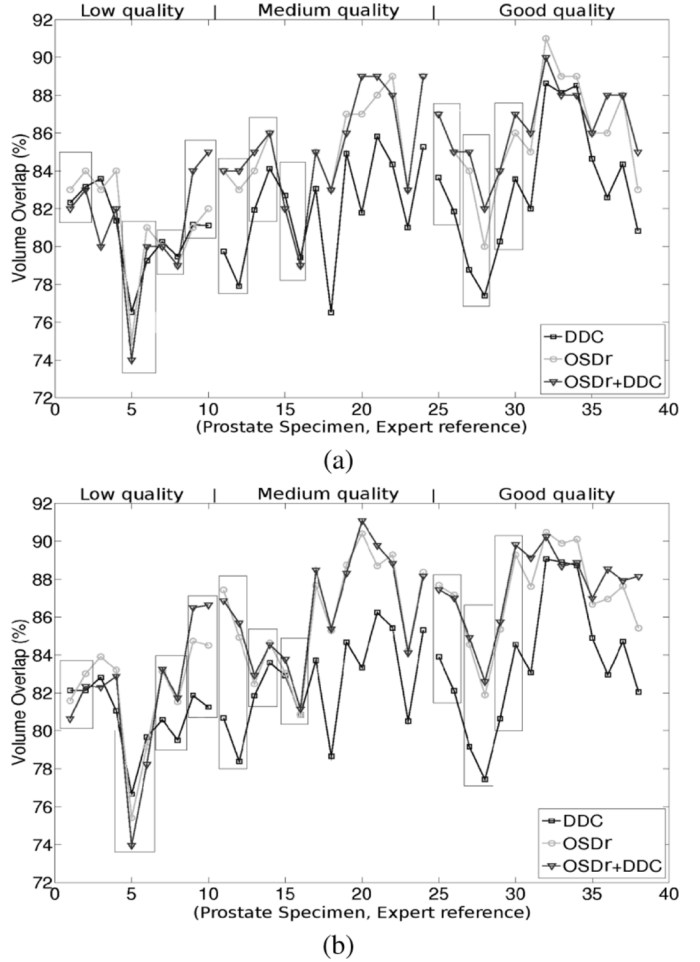 Low quality | Medium quality | Good quality
92
90
88
86
84
82
80
78
76
74
72
Volume Overlap (%)
DDC
OSDr
OSDr+DDC
0 5 10 15 20 25 30 35 40
(Prostate Specimen, Expert reference)
(a)
Low quality | Medium quality | Good quality
92
90
88
86
84
82
80
78
76
74
72
Volume Overlap (%)
DDC
OSDr
OSDr+DDC
0 5 10 15 20 25 30 35 40
(Prostate Specimen, Expert reference)
(b)